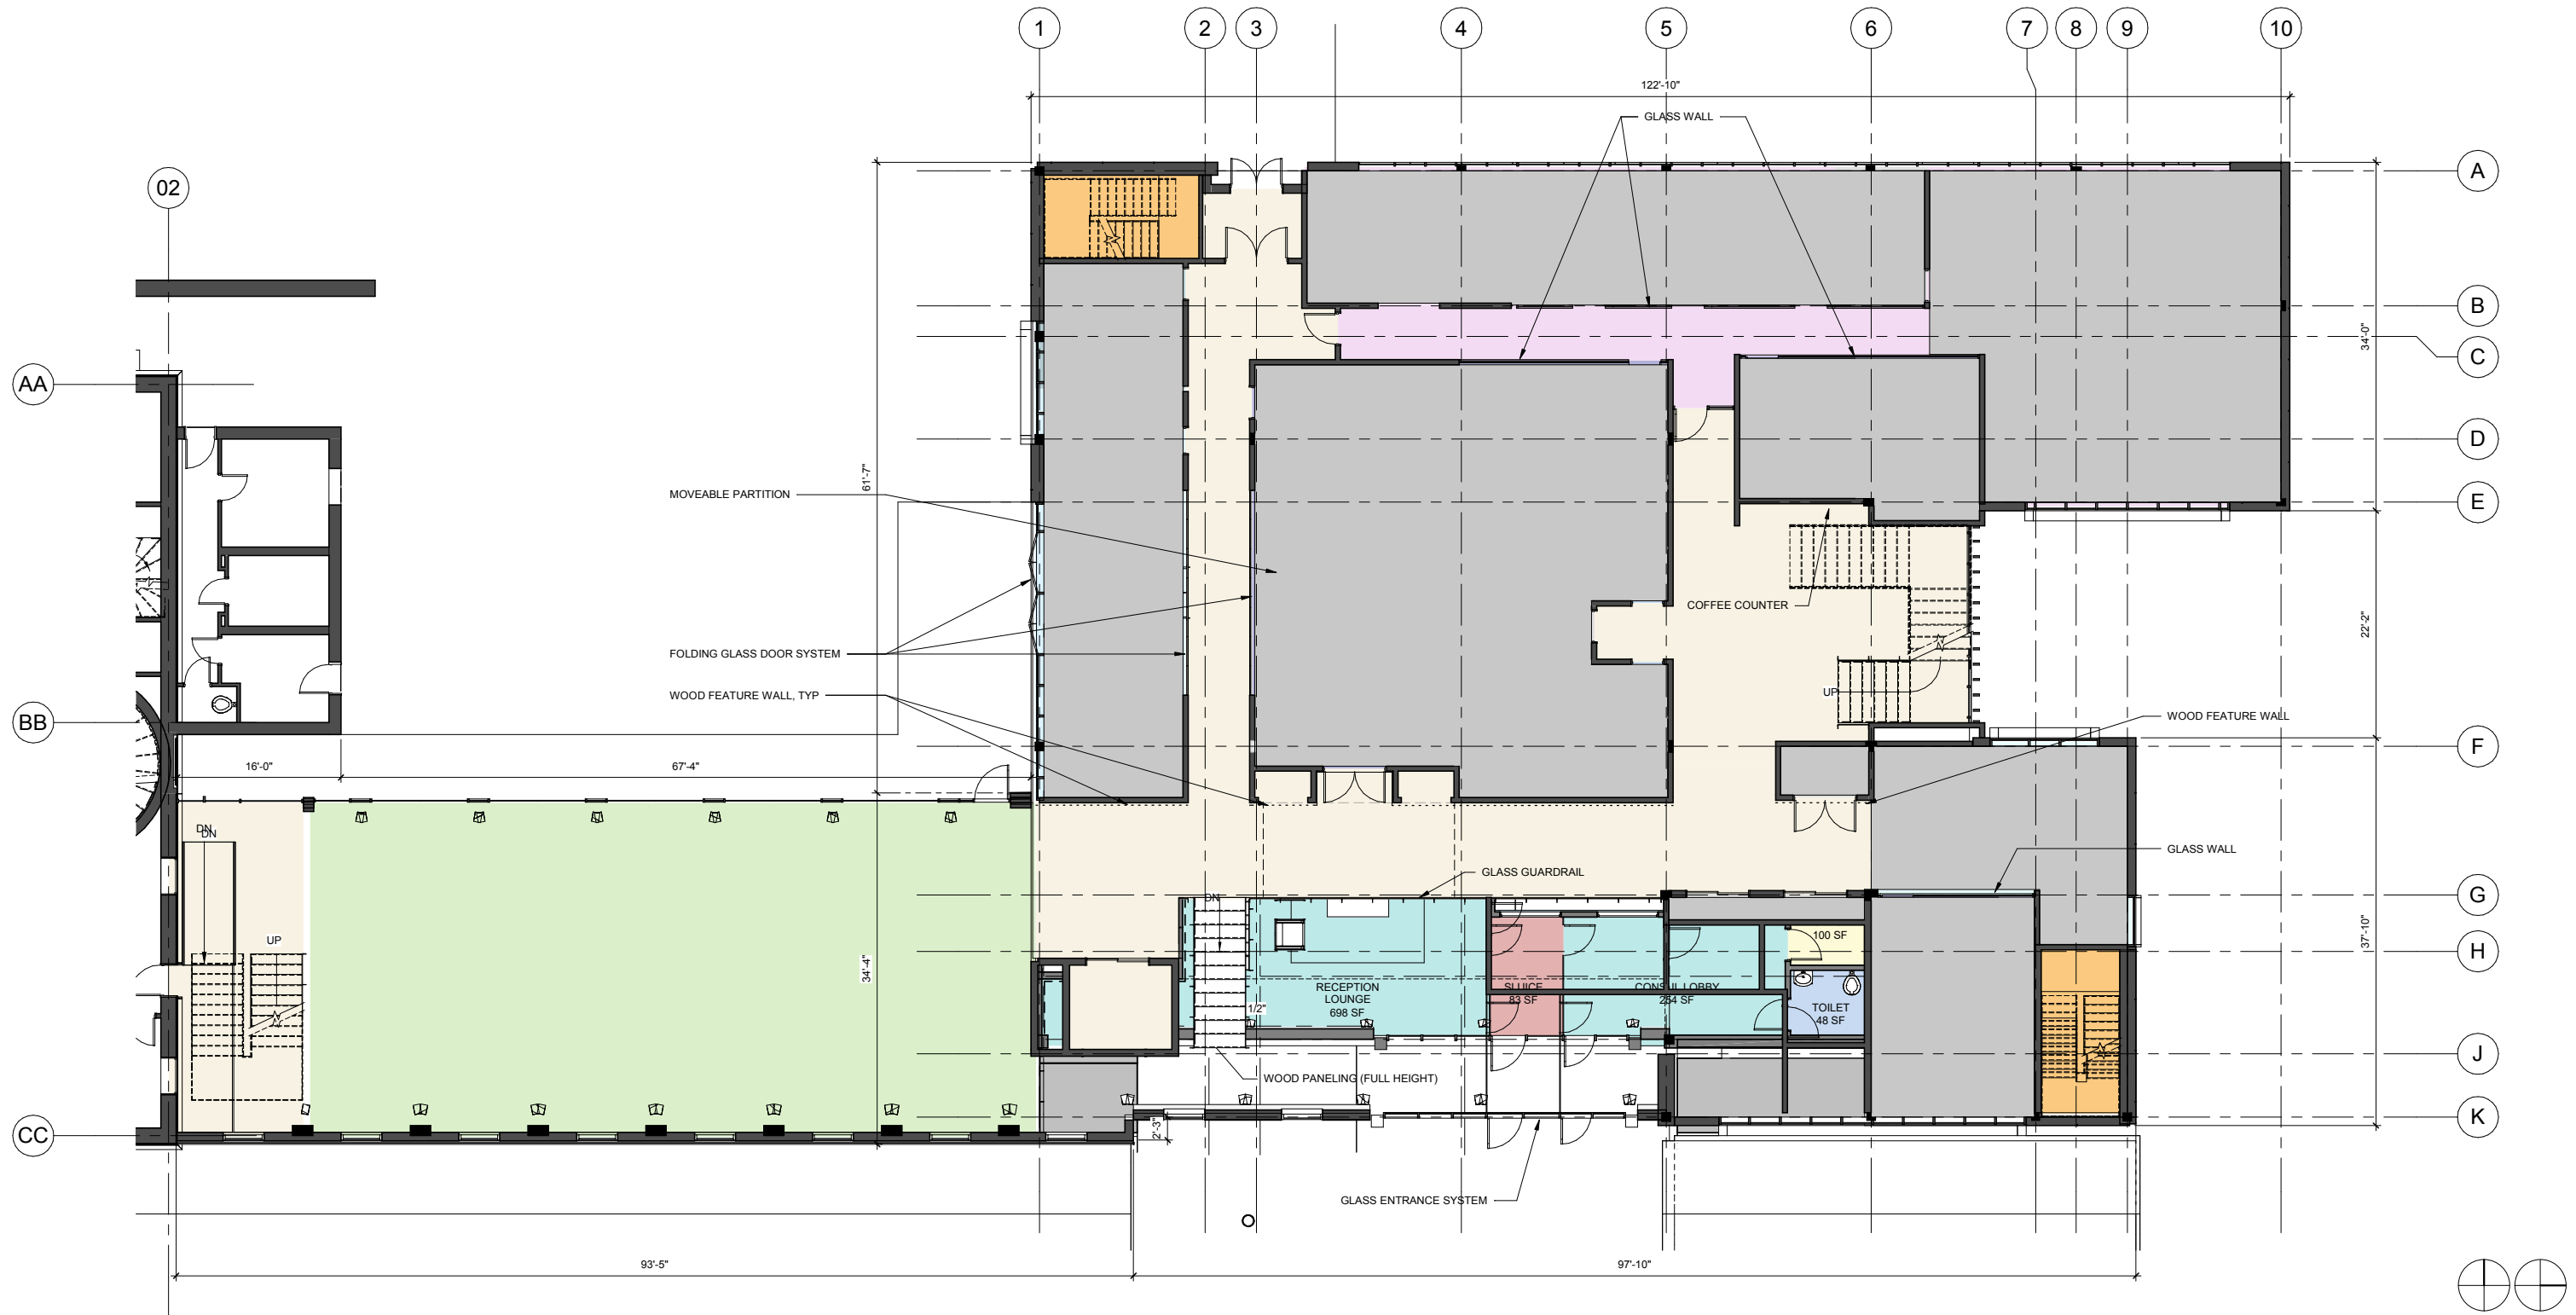 1
2
3
4
5
6
7
8
9
10
122'-10"
GLASS WALL
A
02
B
34'-0"
C
AA
D
61'-7"
MOVEABLE PARTITION
E
COFFEE COUNTER
22'-2"
FOLDING GLASS DOOR SYSTEM
WOOD FEATURE WALL, TYP
UP
BB
WOOD FEATURE WALL
F
16'-0"
67'-4"
DN
DN
GLASS WALL
GLASS GUARDRAIL
DN
G
UP
37'-10"
100 SF
H
34'-4"
RECEPTION
LOUNGE
698 SF
SLUICE
83 SF
CONSUL LOBBY
254 SF
TOILET
48 SF
1/2"
J
WOOD PANELING (FULL HEIGHT)
K
CC
2'-3"
GLASS ENTRANCE SYSTEM
93'-5"
97'-10"